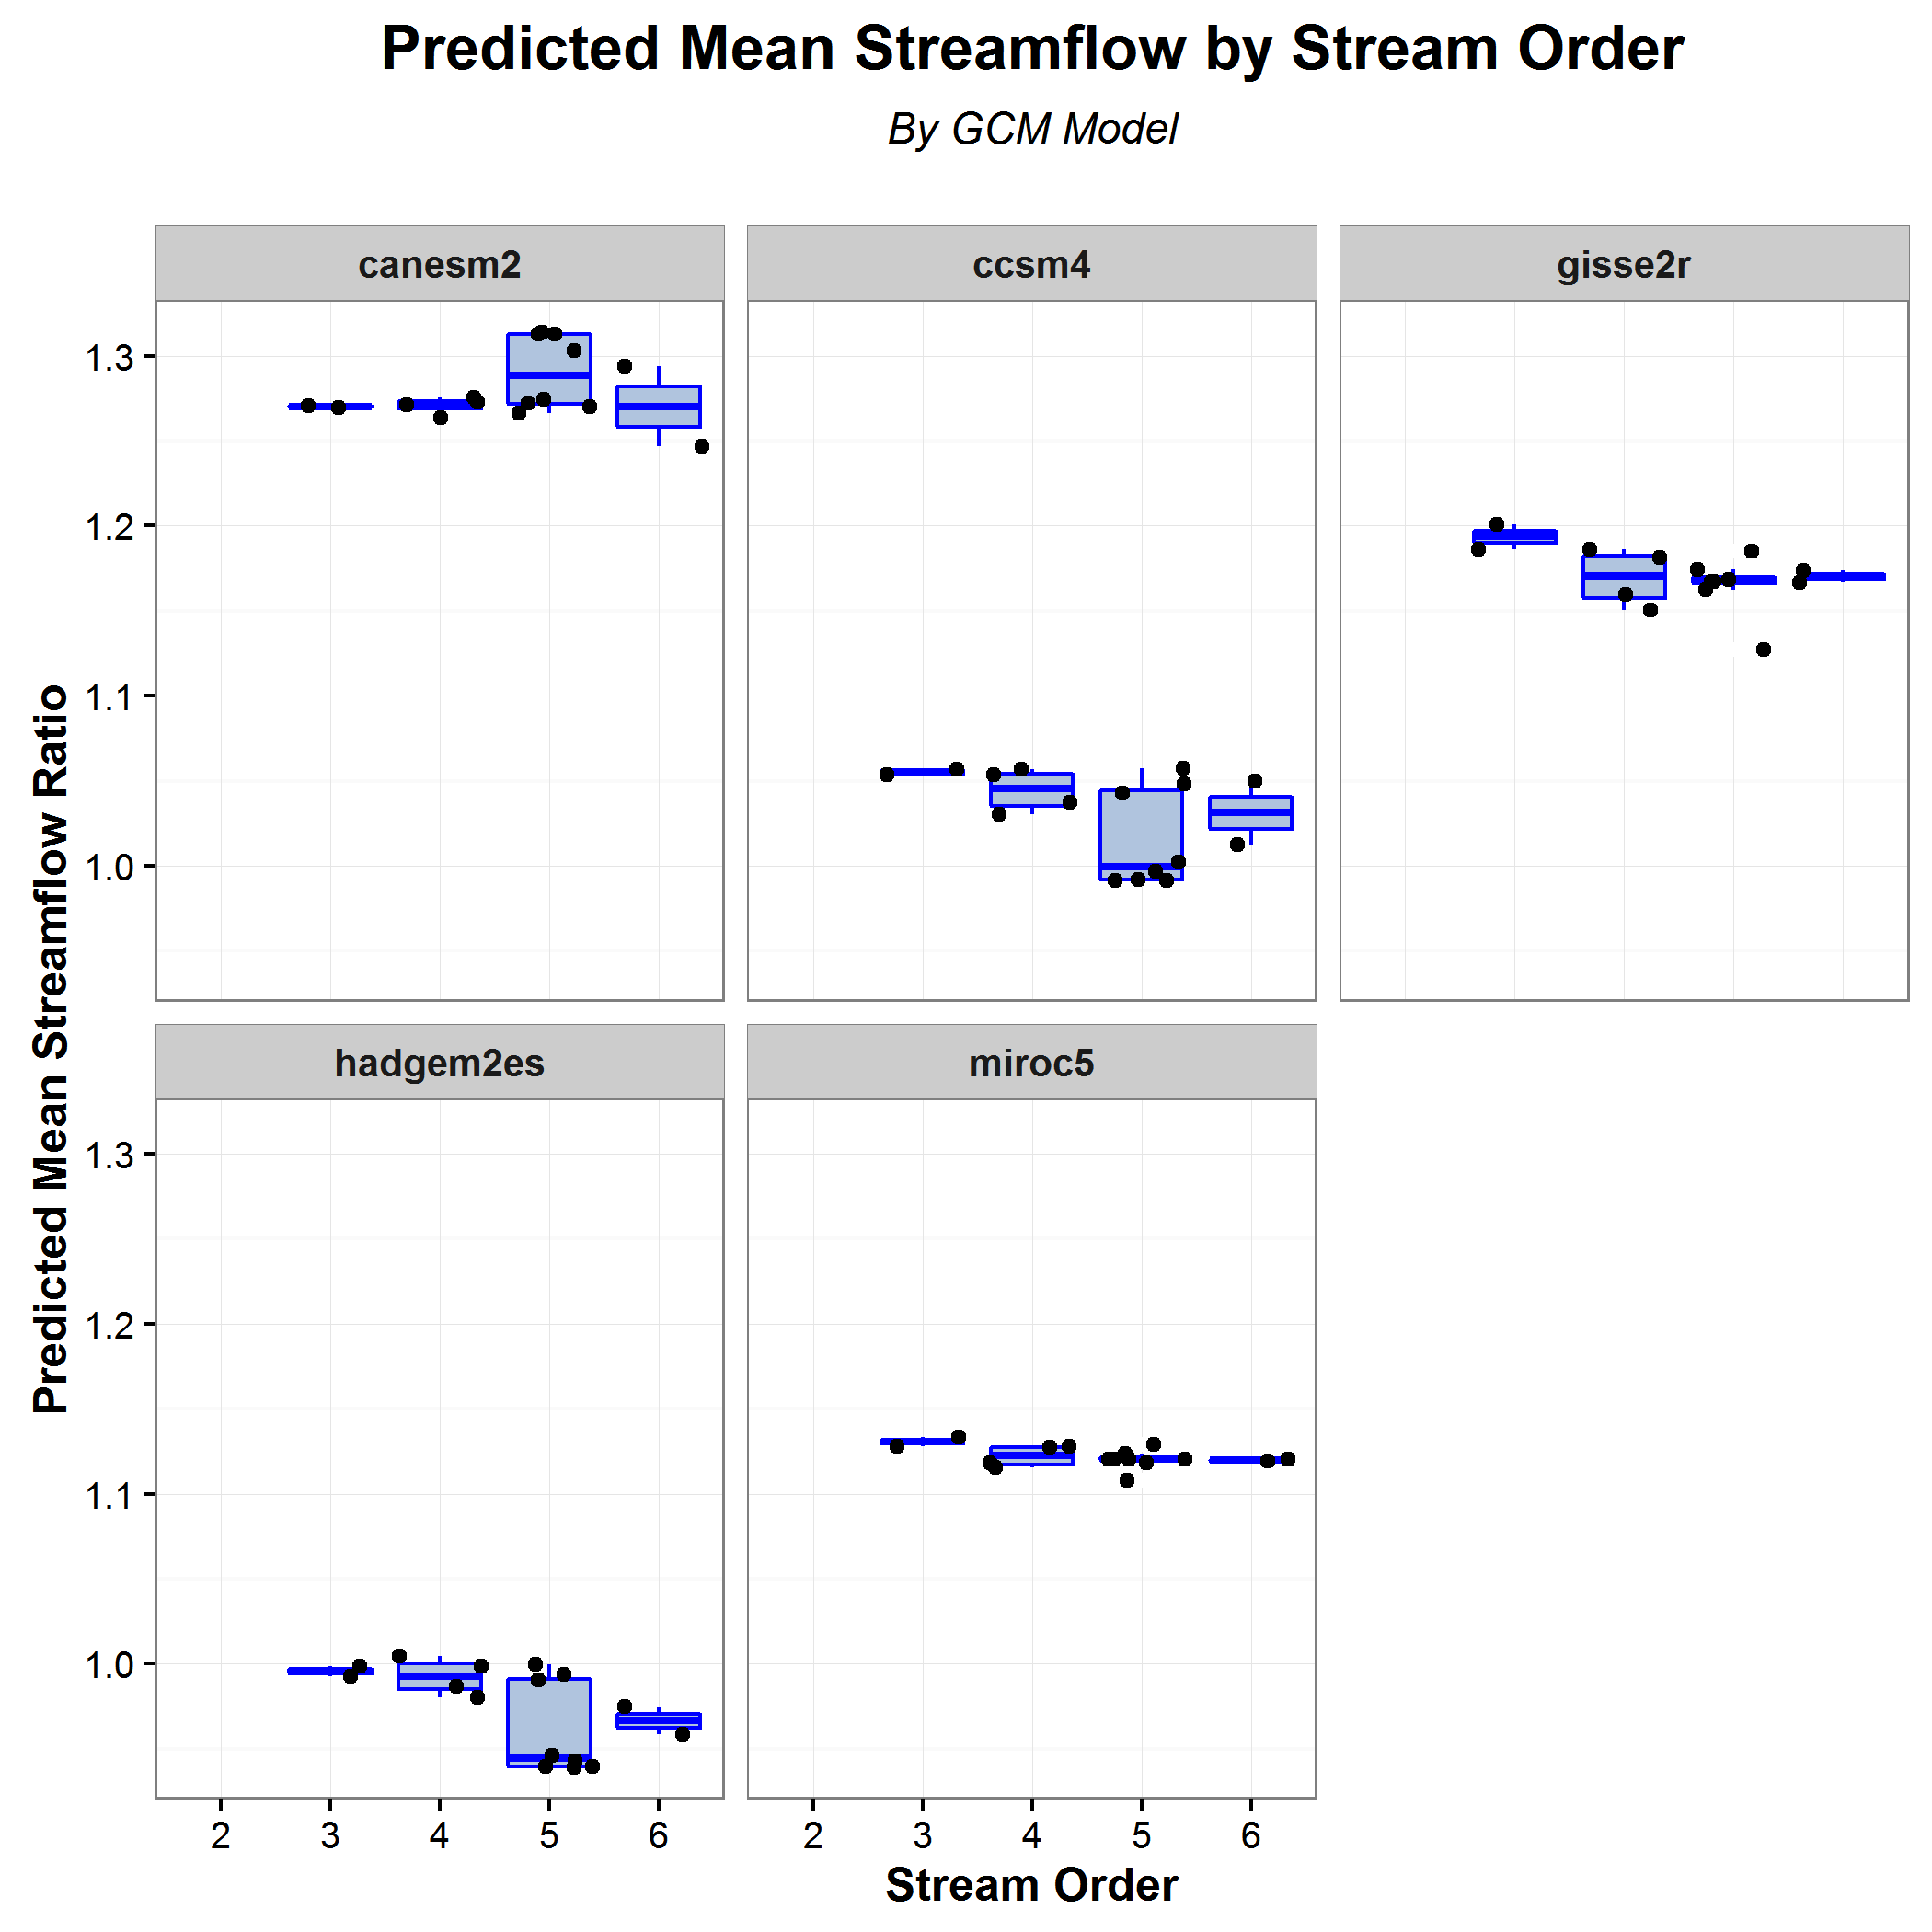 Predicted Mean Streamflow by Stream Order
By GCM Model
canesm2
ccsm4
gisse2r
1.3
1.2
1.1
1.0
Predicted Mean Streamflow Ratio
hadgem2es
miroc5
1.3
1.2
1.1
1.0
2 3 4 5 6
2 3 4 5 6
Stream Order